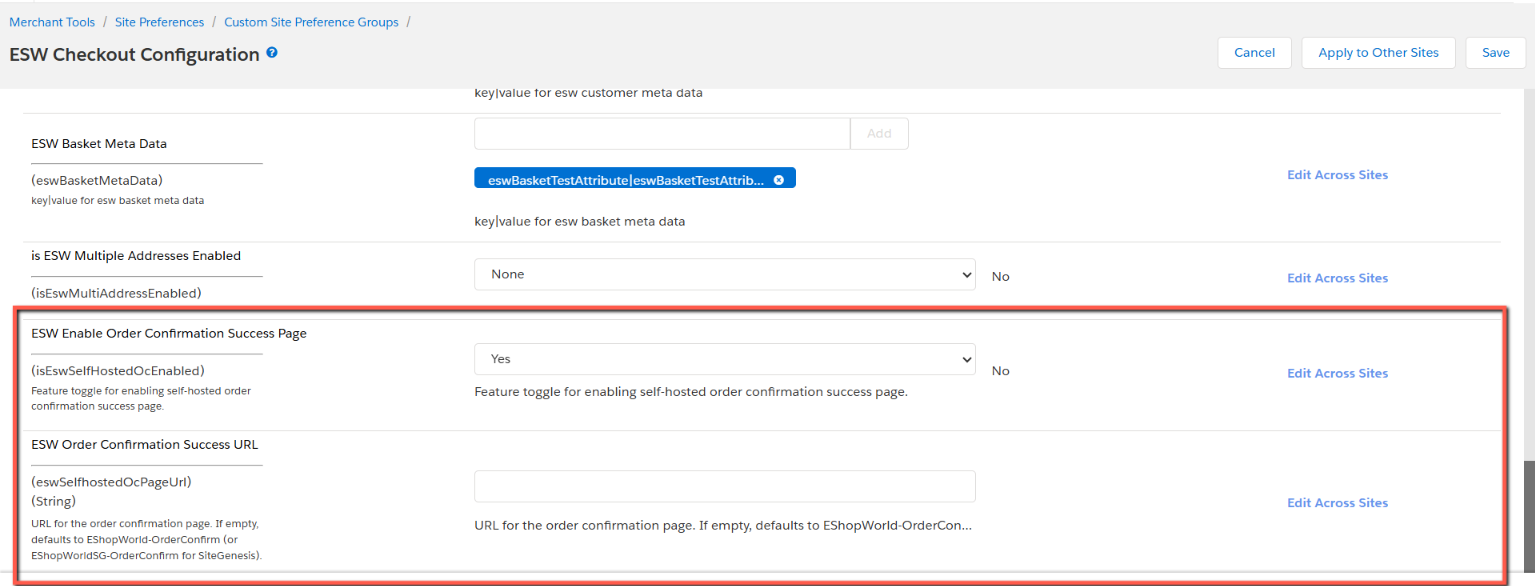 Merchant Tools / Site Preferences / Custom Site Preference Groups /
ESW Checkout Configuration ?
Cancel Apply to Other Sites Save
key|value for esw customer meta data
ESW Basket Meta Data
Add
(eswBasketMetaData)
eswBasketTestAttribute|eswBasketTestAttrib...
Edit Across Sites
key|value for esw basket meta data
key|value for esw basket meta data
is ESW Multiple Addresses Enabled
None No
Edit Across Sites
(isEswMultiAddressEnabled)
ESW Enable Order Confirmation Success Page
Yes No
(isEswSelfHostedOcEnabled)
Edit Across Sites
Feature toggle for enabling self-hosted order
confirmation success page.
Feature toggle for enabling self-hosted order confirmation success page.
ESW Order Confirmation Success URL
(eswSelfhostedOcPageUrl)
(String)
Edit Across Sites
URL for the order confirmation page. If empty,
defaults to EShopWorld-OrderConfirm (or
EShopWorldSG-OrderConfirm for SiteGenesis).
URL for the order confirmation page. If empty, defaults to EShopWorld-OrderCon...